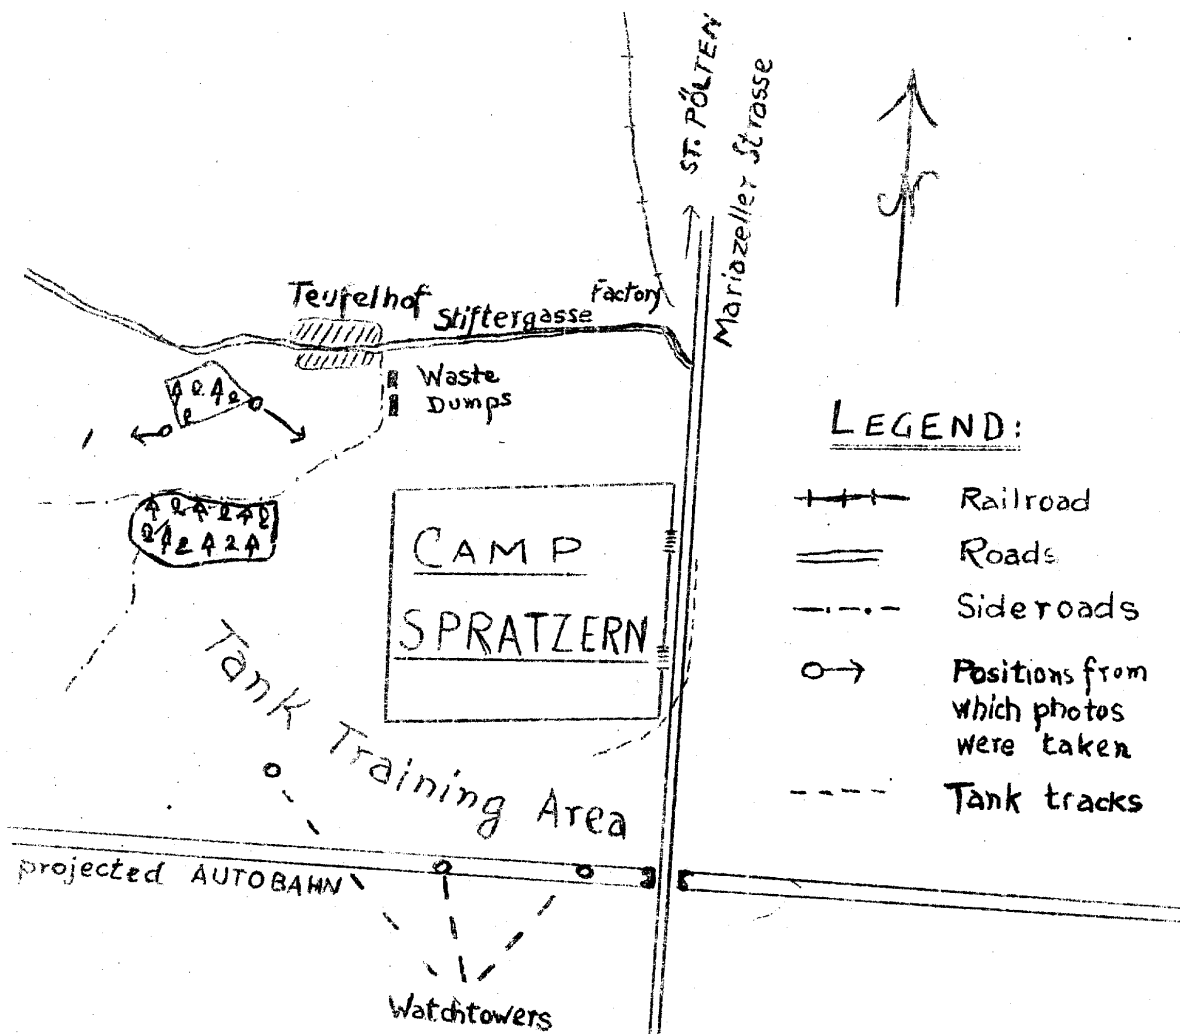 ST. PÖLTEN
Mariazeller Strasse
N
Teufelhof
Stiftergasse
Factory
Waste
Dumps
CAMP
SPRATZERN
Tank Training Area
projected AUTOBAHN
Watchtowers
LEGEND:
Railroad
Roads
Sideroads
Positions from
which photos
were taken
Tank tracks